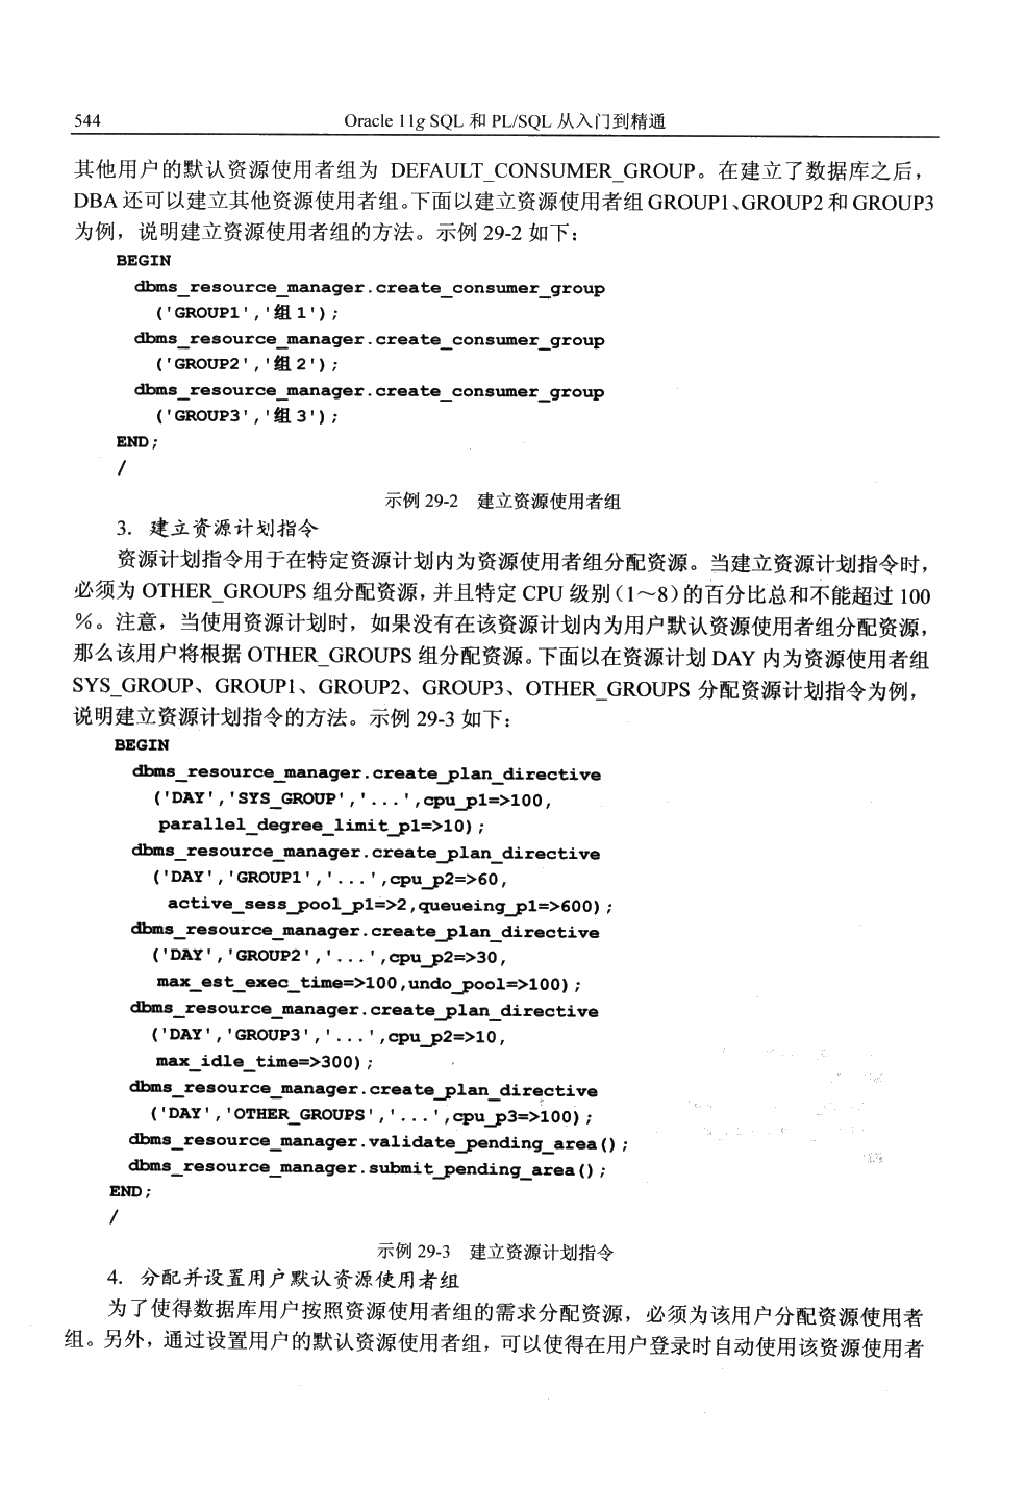 544 Oracle 11g SQL 和 PL/SQL 从入门到精通
其他用户的默认资源使用者组为 DEFAULT_CONSUMER_GROUP。在建立了数据库之后，
DBA 还可以建立其他资源使用者组。下面以建立资源使用者组 GROUP1、GROUP2 和 GROUP3
为例，说明建立资源使用者组的方法。示例 29-2 如下：
BEGIN
dbms_resource_manager.create_consumer_group
('GROUP1','组 1');
dbms_resource_manager.create_consumer_group
('GROUP2','组 2');
dbms_resource_manager.create_consumer_group
('GROUP3','组 3');
END;
/
示例 29-2 建立资源使用者组
3. 建立资源计划指令
资源计划指令用于在特定资源计划内为资源使用者组分配资源。当建立资源计划指令时，
必须为 OTHER_GROUPS 组分配资源，并且特定 CPU 级别（1～8）的百分比总和不能超过 100
%。注意，当使用资源计划时，如果没有在该资源计划内为用户默认资源使用者组分配资源，
那么该用户将根据 OTHER_GROUPS 组分配资源。下面以在资源计划 DAY 内为资源使用者组
SYS_GROUP、GROUP1、GROUP2、GROUP3、OTHER_GROUPS 分配资源计划指令为例，
说明建立资源计划指令的方法。示例 29-3 如下：
BEGIN
dbms_resource_manager.create_plan_directive
('DAY','SYS_GROUP','...',cpu_p1=>100,
parallel_degree_limit_p1=>10);
dbms_resource_manager.create_plan_directive
('DAY','GROUP1','...',cpu_p2=>60,
active_sess_pool_p1=>2,queueing_p1=>600);
dbms_resource_manager.create_plan_directive
('DAY','GROUP2','...',cpu_p2=>30,
max_est_exec_time=>100,undo_pool=>100);
dbms_resource_manager.create_plan_directive
('DAY','GROUP3','...',cpu_p2=>10,
max_idle_time=>300);
dbms_resource_manager.create_plan_directive
('DAY','OTHER_GROUPS','...',cpu_p3=>100);
dbms_resource_manager.validate_pending_area();
dbms_resource_manager.submit_pending_area();
END;
/
示例 29-3 建立资源计划指令
4. 分配并设置用户默认资源使用者组
为了使得数据库用户按照资源使用者组的需求分配资源，必须为该用户分配资源使用者
组。另外，通过设置用户的默认资源使用者组，可以使得在用户登录时自动使用该资源使用者